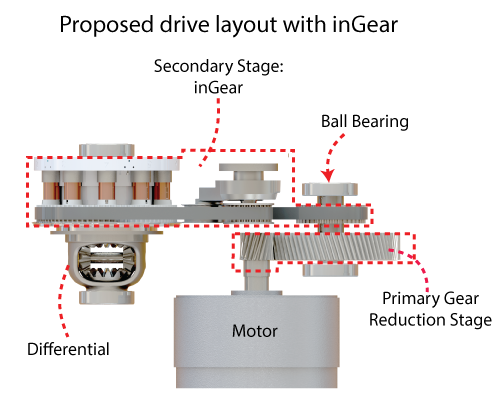 Proposed drive layout with inGear
Secondary Stage:
inGear
Ball Bearing
Primary Gear
Reduction Stage
Motor
Differential